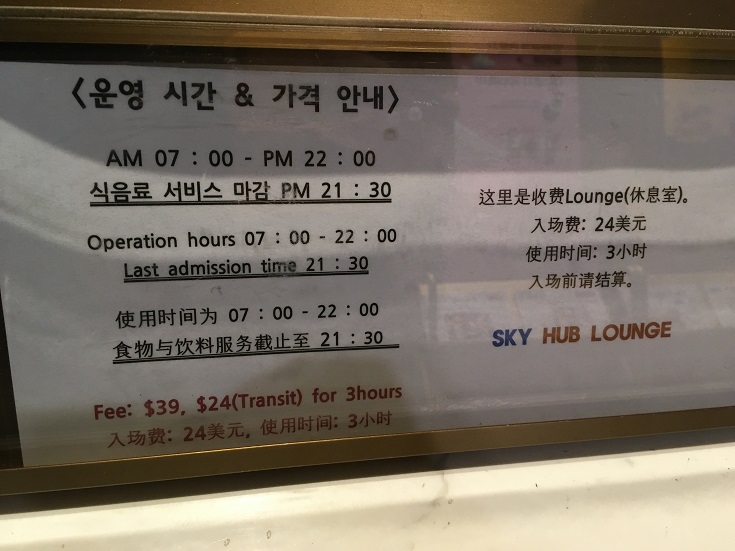 〈운영 시간 & 가격 안내〉
AM 07 : 00 - PM 22 : 00
식음료 서비스 마감 PM 21 : 30
Operation hours 07 : 00 - 22 : 00
Last admission time 21 : 30
使用时间为 07 : 00 - 22 : 00
食物与饮料服务截止至 21 : 30
Fee: $39, $24(Transit) for 3hours
入场费: 24美元, 使用时间: 3小时
这里是收费Lounge(休息室)。
入场费: 24美元
使用时间: 3小时
入场前请结算。
SKY HUB LOUNGE